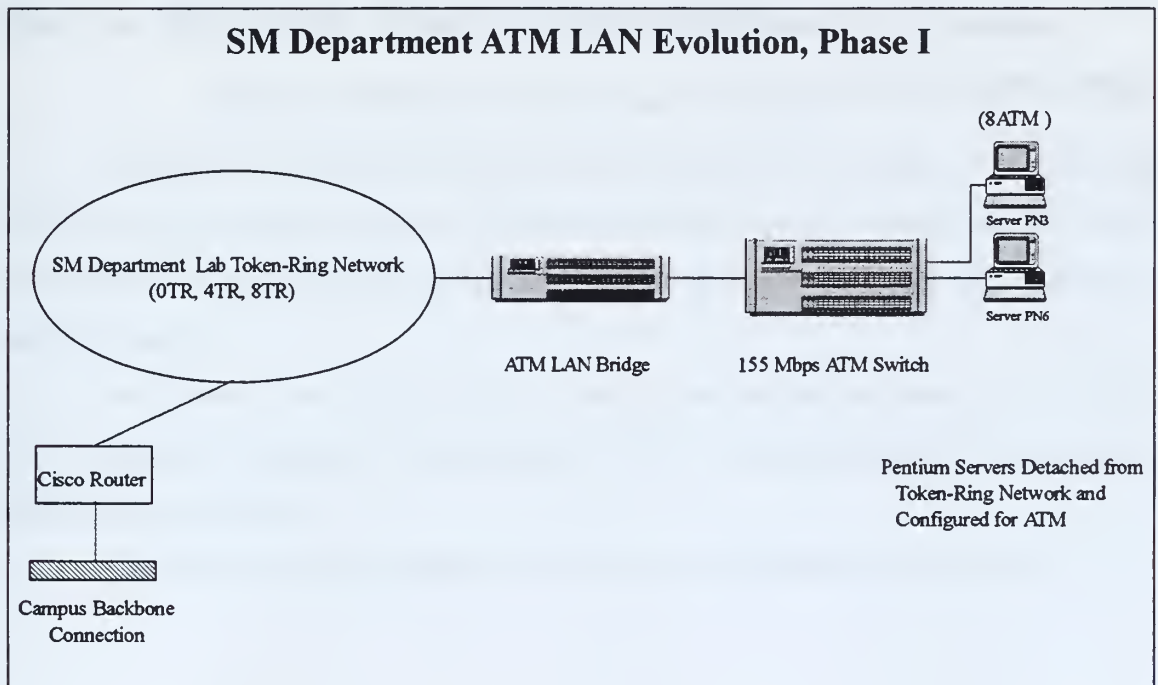 SM Department ATM LAN Evolution, Phase I
(8ATM )
Server PN3
SM Department Lab Token-Ring Network
(0TR, 4TR, 8TR)
Server PN6
ATM LAN Bridge
155 Mbps ATM Switch
Cisco Router
Pentium Servers Detached from
Token-Ring Network and
Configured for ATM
Campus Backbone
Connection